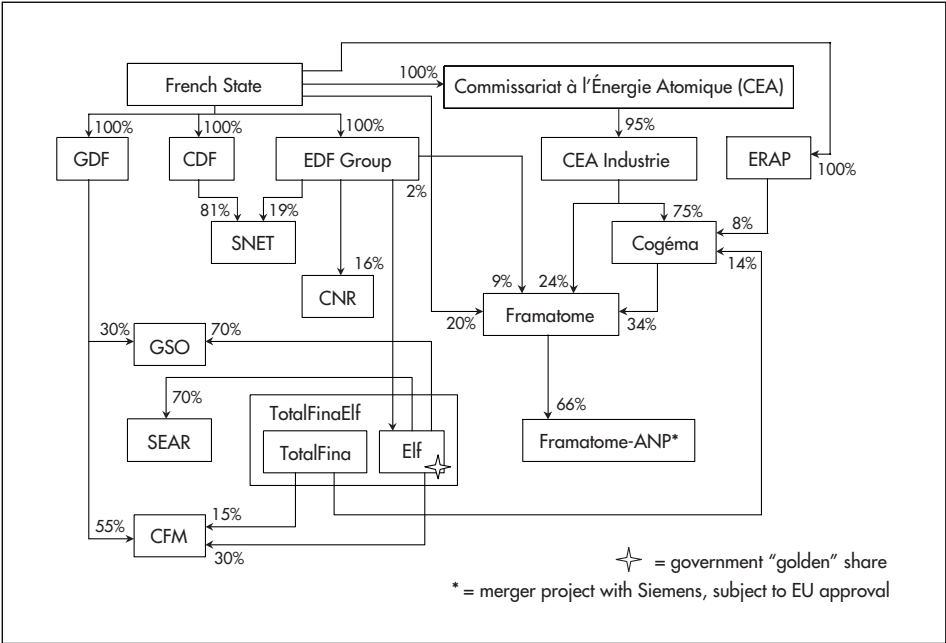 French State
100%
Commissariat à l'Énergie Atomique (CEA)
100%
100%
100%
95%
GDF
CDF
EDF Group
CEA Industrie
ERAP
100%
2%
81%
19%
75%
8%
SNET
Cogéma
14%
16%
9%
24%
CNR
Framatome
20%
34%
30%
70%
GSO
70%
66%
TotalFinaElf
SEAR
TotalFina
Elf
Framatome-ANP*
15%
55%
CFM
30%
= government "golden" share
* = merger project with Siemens, subject to EU approval